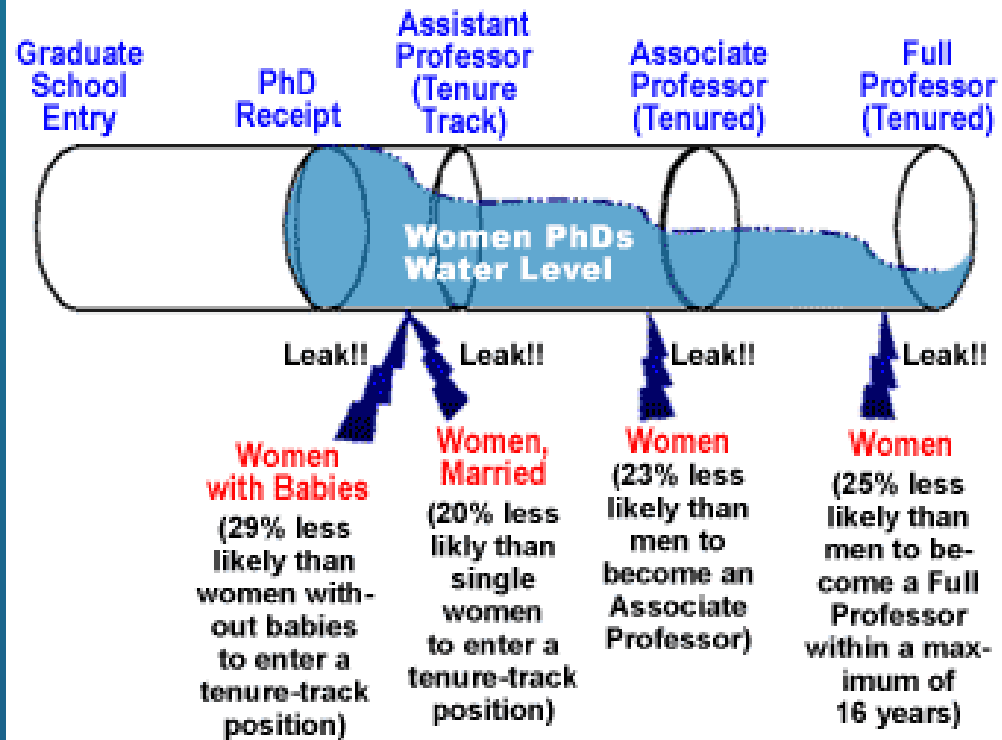 Graduate
School
Entry
PhD
Receipt
Assistant
Professor
(Tenure
Track)
Associate
Professor
(Tenured)
Full
Professor
(Tenured)
Women PhDs
Water Level
Leak!!
Leak!!
Leak!!
Leak!!
Women
with Babies
(29% less
likely than
women with-
out babies
to enter a
tenure-track
position)
Women,
Married
(20% less
likly than
single
women
to enter a
tenure-track
position)
Women
(23% less
likely than
men to
become an
Associate
Professor)
Women
(25% less
likely than
men to be-
come a Full
Professor
within a max-
imum of
16 years)